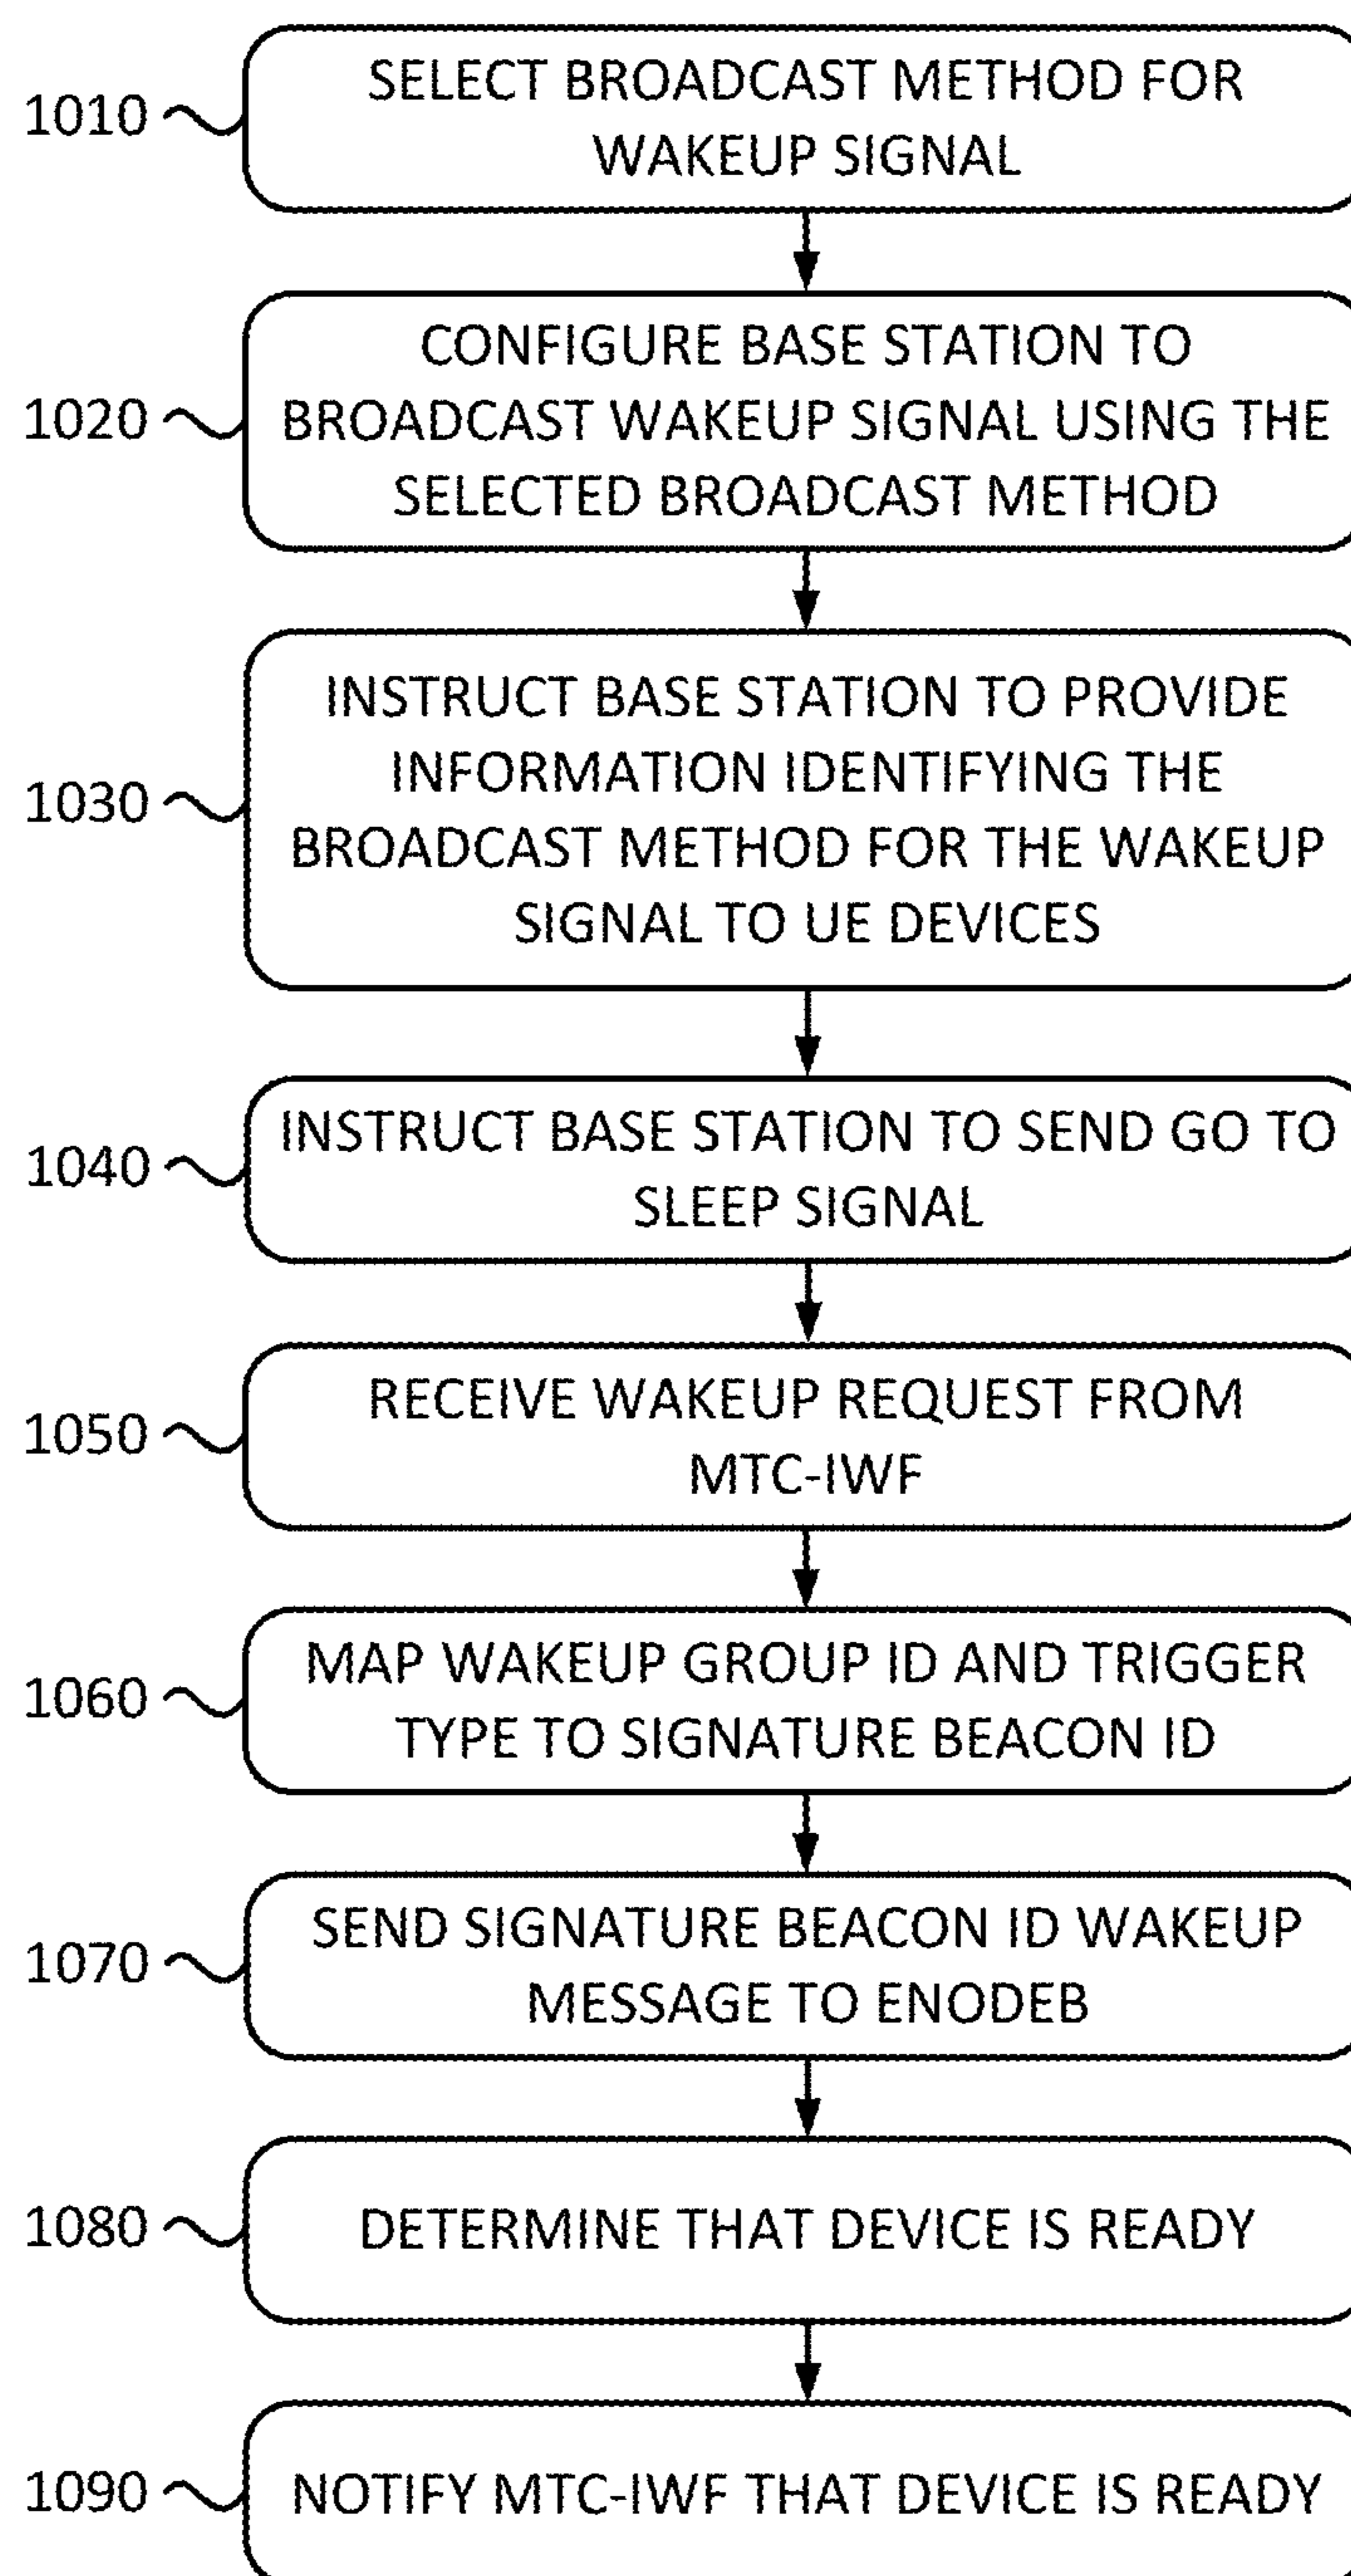 1010
SELECT BROADCAST METHOD FOR
WAKEUP SIGNAL
1020
CONFIGURE BASE STATION TO
BROADCAST WAKEUP SIGNAL USING THE
SELECTED BROADCAST METHOD
1030
INSTRUCT BASE STATION TO PROVIDE
INFORMATION IDENTIFYING THE
BROADCAST METHOD FOR THE WAKEUP
SIGNAL TO UE DEVICES
1040
INSTRUCT BASE STATION TO SEND GO TO
SLEEP SIGNAL
1050
RECEIVE WAKEUP REQUEST FROM
MTC-IWF
1060
MAP WAKEUP GROUP ID AND TRIGGER
TYPE TO SIGNATURE BEACON ID
1070
SEND SIGNATURE BEACON ID WAKEUP
MESSAGE TO ENODEB
1080
DETERMINE THAT DEVICE IS READY
1090
NOTIFY MTC-IWF THAT DEVICE IS READY